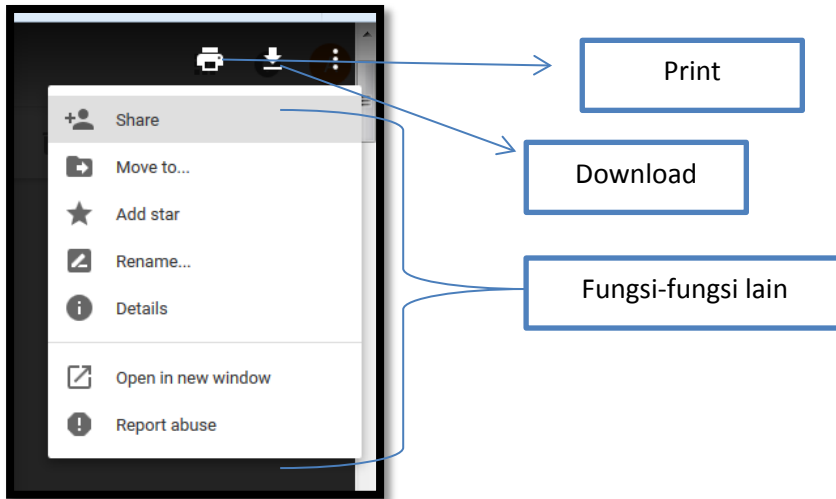 Print
Share
Move to...
Download
Add star
Rename...
Fungsi-fungsi lain
Details
Open in new window
Report abuse